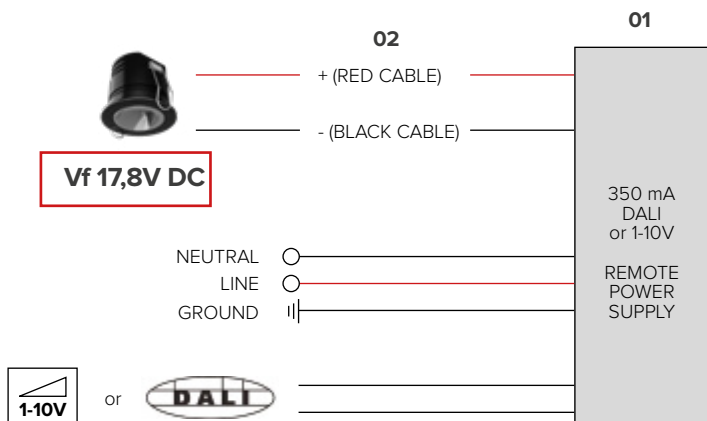 01
02
+ (RED CABLE)
- (BLACK CABLE)
Vf 17,8V DC
350 mA
DALI
or 1-10V
REMOTE
POWER
SUPPLY
NEUTRAL
LINE
GROUND
1-10V
or
DALI